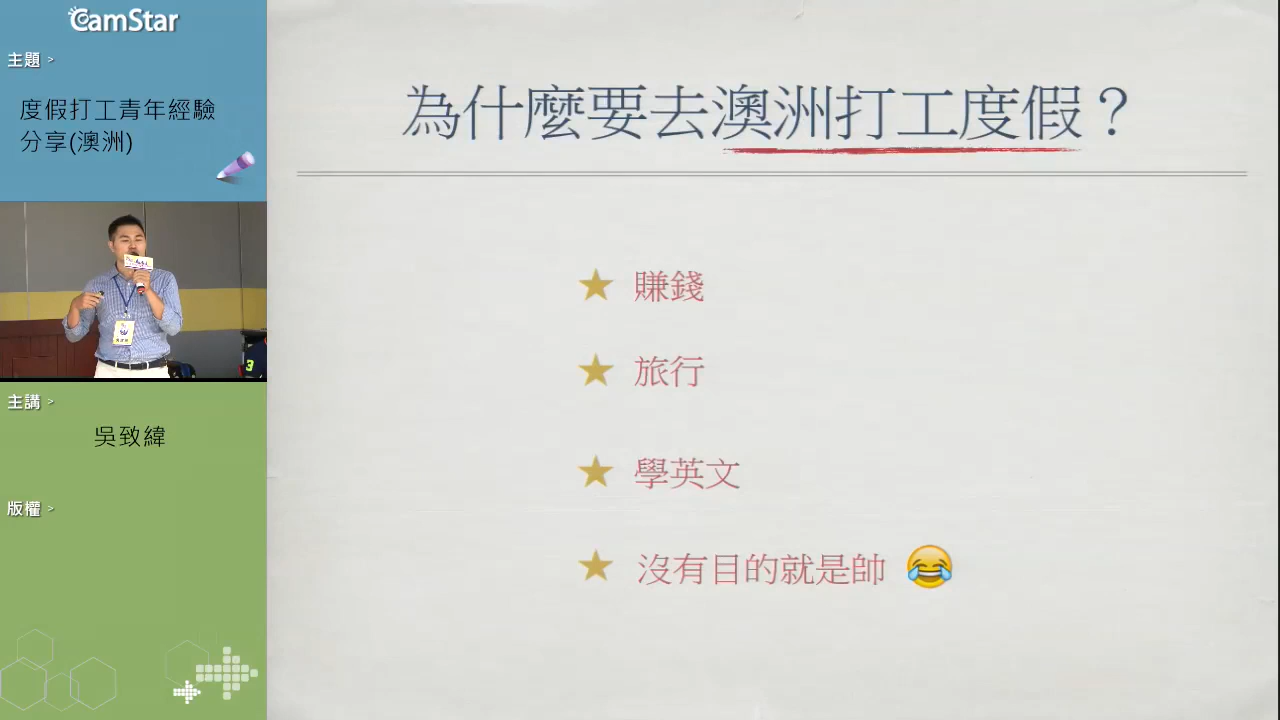 CamStar
主題 >
度假打工青年經驗
分享(澳洲)
主講 >
吳致緯
版權 >
為什麼要去澳洲打工度假？
★ 賺錢
★ 旅行
★ 學英文
★ 沒有目的就是帥 😂
3